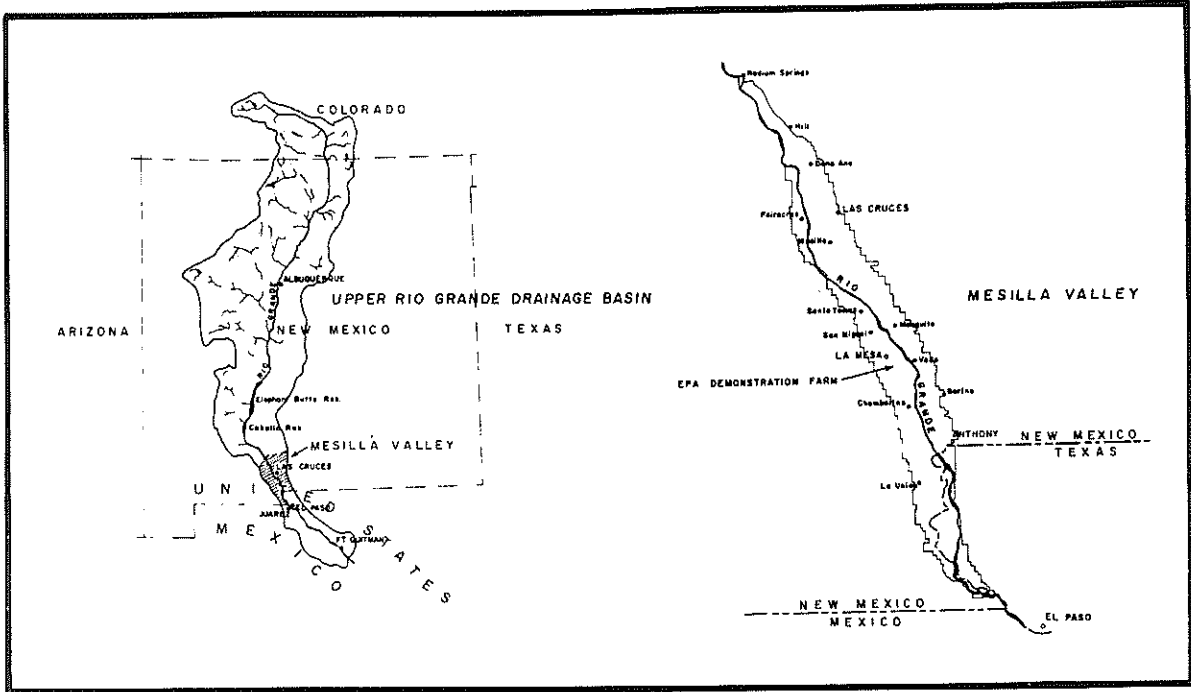 COLORADO
ALBUQUERQUE
UPPER RIO GRANDE DRAINAGE BASIN
ARIZONA
NEW MEXICO
TEXAS
RIO
GRANDE
Elephant Butte Res.
Caballo Res
MESILLA VALLEY
LAS CRUCES
UNITED STATES
EL PASO
JUAREZ
MEXICO
FT QUITMAN
Radium Springs
Hill
Dona Ana
LAS CRUCES
Fairacres
Mesilla
RIO
MESILLA VALLEY
Santo Tomas
Mesquite
San Miguel
LA MESA
Vado
EPA DEMONSTRATION FARM
Berino
Chamberino
GRANDE
ANTHONY
NEW MEXICO
TEXAS
La Union
NEW MEXICO
MEXICO
EL PASO